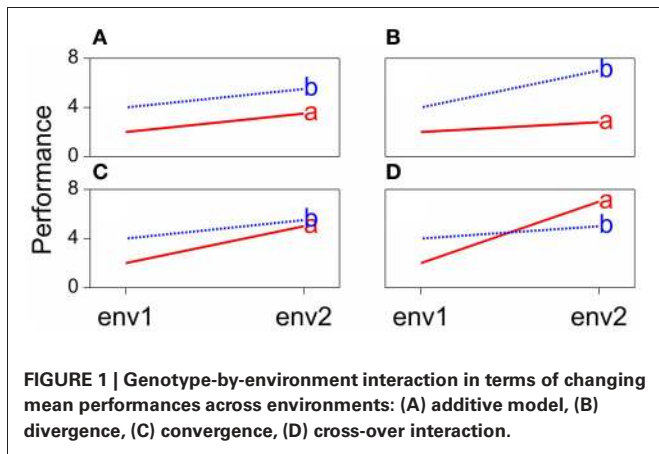 A
B
8
b
a
4
b
a
0
C
D
8
b
a
a
b
4
0
Performance
env1
env2
env1
env2
FIGURE 1 | Genotype-by-environment interaction in terms of changing
mean performances across environments: (A) additive model, (B)
divergence, (C) convergence, (D) cross-over interaction.